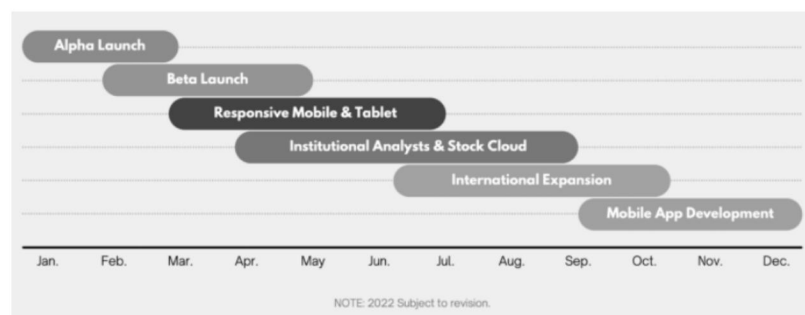 Alpha Launch
Beta Launch
Responsive Mobile & Tablet
Institutional Analysts & Stock Cloud
International Expansion
Mobile App Development
Jan. Feb. Mar. Apr. May Jun. Jul. Aug. Sep. Oct. Nov. Dec.
NOTE: 2022 Subject to revision.